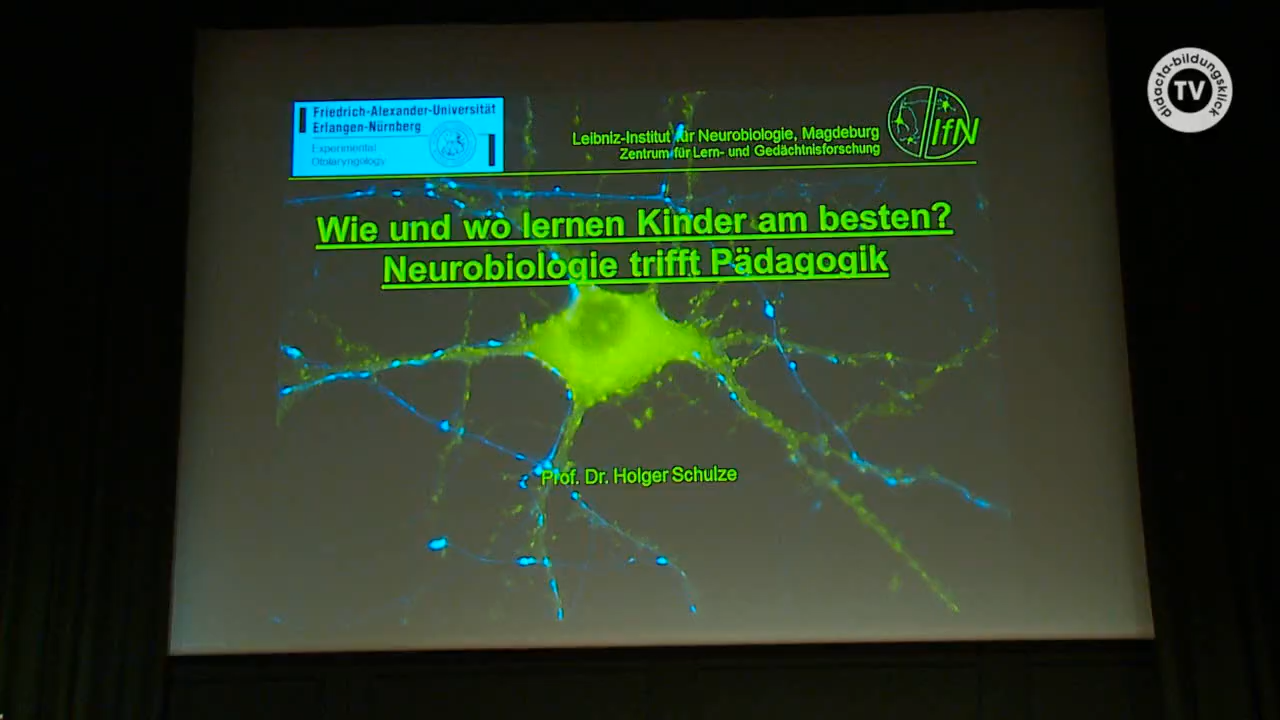 Friedrich-Alexander-Universität
Erlangen-Nürnberg
Experimental
Otolaryngology
Leibniz-Institut für Neurobiologie, Magdeburg
Zentrum für Lern- und Gedächtnisforschung
IfN
didacta-bildungsklick
TV
Wie und wo lernen Kinder am besten?
Neurobiologie trifft Pädagogik
Prof. Dr. Holger Schulze